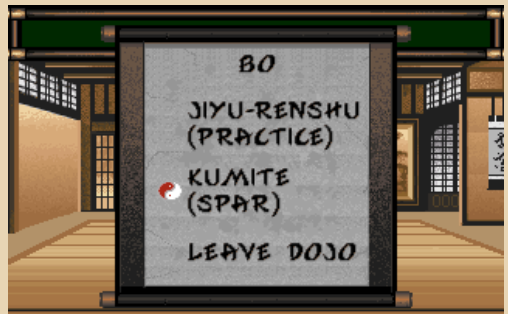 BO
JIYU-RENSHU
(PRACTICE)
KUMITE
(SPAR)
LEAVE DOJO